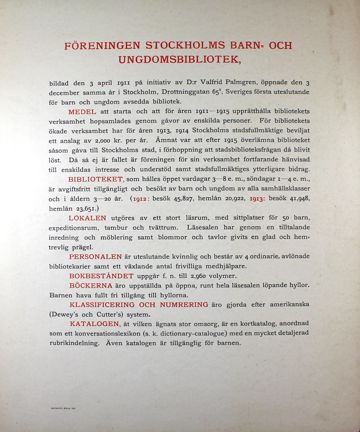 FÖRENINGEN STOCKHOLMS BARN- OCH
UNGDOMSBIBLIOTEK,
bildad den 3 april 1911 på initiativ av D:r Valfrid Palmgren, öppnade den 3
december samma år i Stockholm, Drottninggatan 65¹, Sveriges första uteslutande
för barn och ungdom avsedda bibliotek.
MEDEL att starta och att för åren 1911—1915 upprätthålla bibliotekets
verksamhet hopsamlades genom gåvor av enskilda personer. För bibliotekets
ökade verksamhet har för åren 1913, 1914 Stockholms stadsfullmäktige beviljat
ett anslag av 2,000 kr. per år. Ämnat var att efter 1915 överlämna biblioteket
såsom gåva till Stockholms stad, i förhoppning att stadsbiblioteksfrågan då blivit
löst. Då så ej är fallet är föreningen för sin verksamhet fortfarande hänvisad
till enskildas intresse och understöd samt stadsfullmäktiges ytterligare bidrag.
BIBLIOTEKET, som hålles öppet vardagar 3—8 e. m., söndagar 1—4 e. m.,
är avgiftsfritt tillgängligt och besökt av barn och ungdom av alla samhällsklasser
och i åldern 3—20 år. (1912: besök 45,827, hemlån 20,922, 1913: besök 41,948,
hemlån 23,651.)
LOKALEN utgöres av ett stort läsrum, med sittplatser för 50 barn,
expeditionsrum, tambur och tvättrum. Läsesalen har genom en tilltalande
inredning och möblering samt blommor och tavlor givits en glad och hem-
trevlig prägel.
PERSONALEN är uteslutande kvinnlig och består av 4 ordinarie, avlönade
bibliotekarier samt ett växlande antal frivilliga medhjälpare.
BOKBESTÅNDET uppgår f. n. till 2,960 volymer.
BÖCKERNA äro uppställda på öppna, runt hela läsesalen löpande hyllor.
Barnen hava fullt fri tillgång till hyllorna.
KLASSIFICERING OCH NUMRERING äro gjorda efter amerikanska
(Dewey's och Cutter's) system.
KATALOGEN, åt vilken ägnats stor omsorg, är en kortkatalog, anordnad
som ett konversationslexikon (s. k. dictionary-catalogue) med en mycket detaljerad
rubrikindelning. Även katalogen är tillgänglig för barnen.